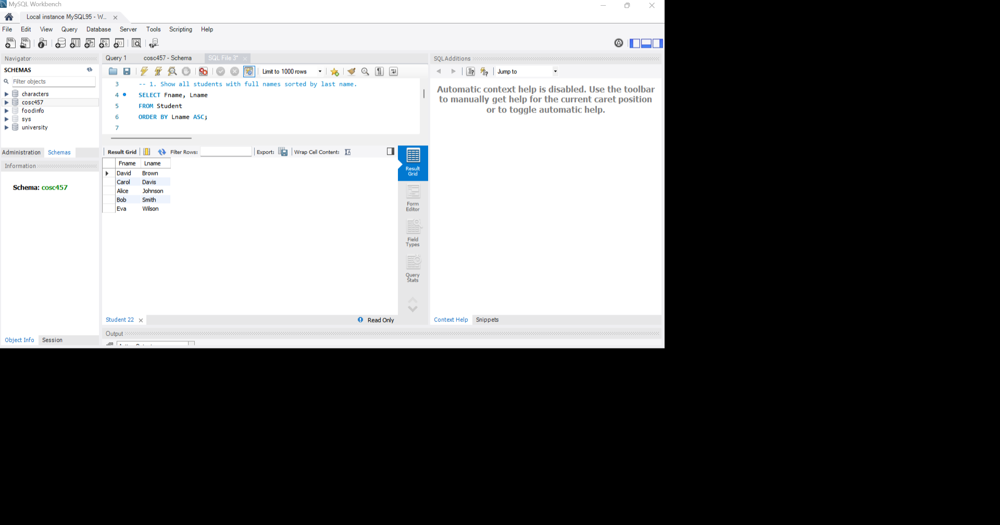 MySQL Workbench
Local instance MySQL95 - W...
File Edit View Query Database Server Tools Scripting Help
Navigator
SCHEMAS
Filter objects
characters
cosc457
foodinfo
sys
university
Administration Schemas
Information
Schema: cosc457
Object Info Session
Query 1 cosc457 - Schema SQL File 3*
Limit to 1000 rows
3 -- 1. Show all students with full names sorted by last name.
4 SELECT Fname, Lname
5 FROM Student
6 ORDER BY Lname ASC;
7
Result Grid Filter Rows: Export: Wrap Cell Content:
Fname Lname
David Brown
Carol Davis
Alice Johnson
Bob Smith
Eva Wilson
Result
Grid
Form
Editor
Field
Types
Query
Stats
Student 22 Read Only
Output
SQLAdditions
Jump to
Automatic context help is disabled. Use the toolbar
to manually get help for the current caret position
or to toggle automatic help.
Context Help Snippets